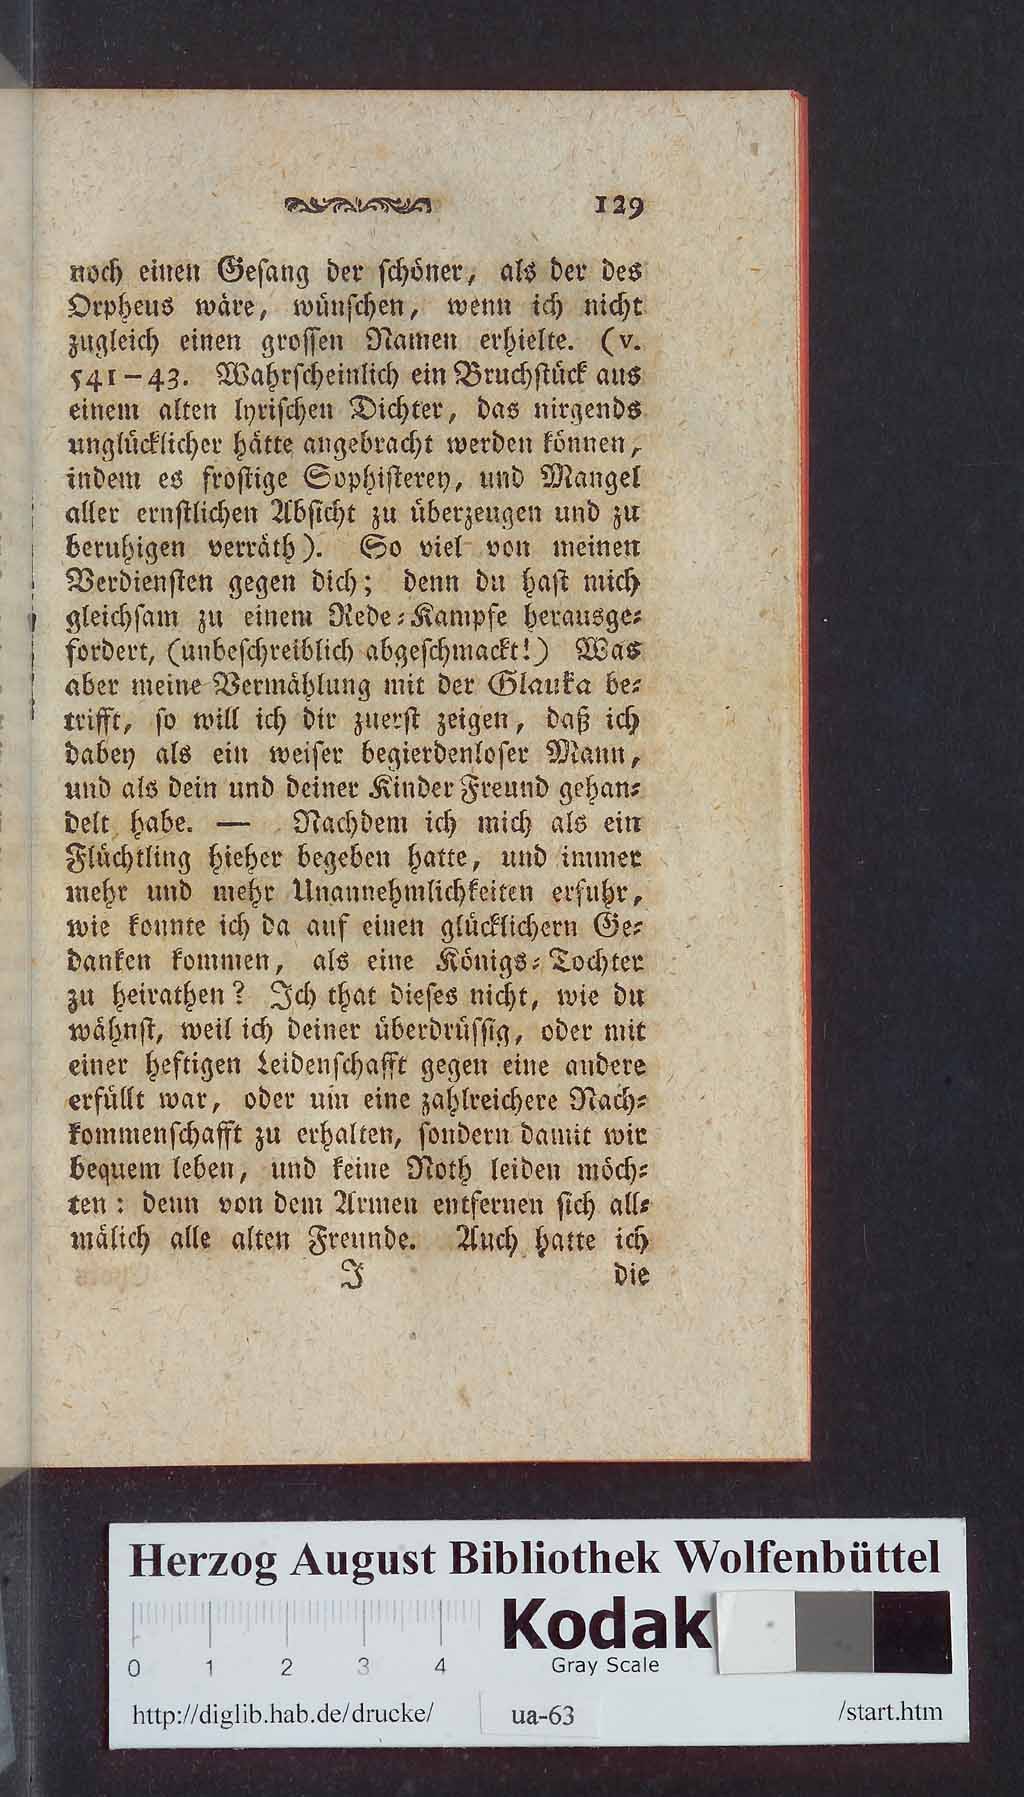 129
noch einen Gesang der schöner, als der des
Orpheus wäre, wünschen, wenn ich nicht
zugleich einen grossen Namen erhielte. (v.
541-43. Wahrscheinlich ein Bruchstück aus
einem alten lyrischen Dichter, das nirgends
unglücklicher hätte angebracht werden können,
indem es frostige Sophisterey, und Mangel
aller ernstlichen Absicht zu überzeugen und zu
beruhigen verräth). So viel von meinen
Verdiensten gegen dich; denn du hast mich
gleichsam zu einem Rede-Kampfe herausge-
fordert, (unbeschreiblich abgeschmackt!) Was
aber meine Vermählung mit der Glauka be-
trifft, so will ich dir zuerst zeigen, daß ich
dabey als ein weiser begierdenloser Mann,
und als dein und deiner Kinder Freund gehan-
delt habe. — Nachdem ich mich als ein
Flüchtling hieher begeben hatte, und immer
mehr und mehr Unannehmlichkeiten erfuhr,
wie konnte ich da auf einen glücklichern Ge-
danken kommen, als eine Königs-Tochter
zu heirathen? Ich that dieses nicht, wie du
wähnst, weil ich deiner überdrüssig, oder mit
einer heftigen Leidenschafft gegen eine andere
erfüllt war, oder um eine zahlreichere Nach-
kommenschafft zu erhalten, sondern damit wir
bequem leben, und keine Noth leiden möch-
ten: denn von dem Armen entfernen sich all-
mälich alle alten Freunde. Auch hatte ich
I die
Herzog August Bibliothek Wolfenbüttel
0 1 2 3 4
Kodak
Gray Scale
http://diglib.hab.de/drucke/ ua-63 /start.htm